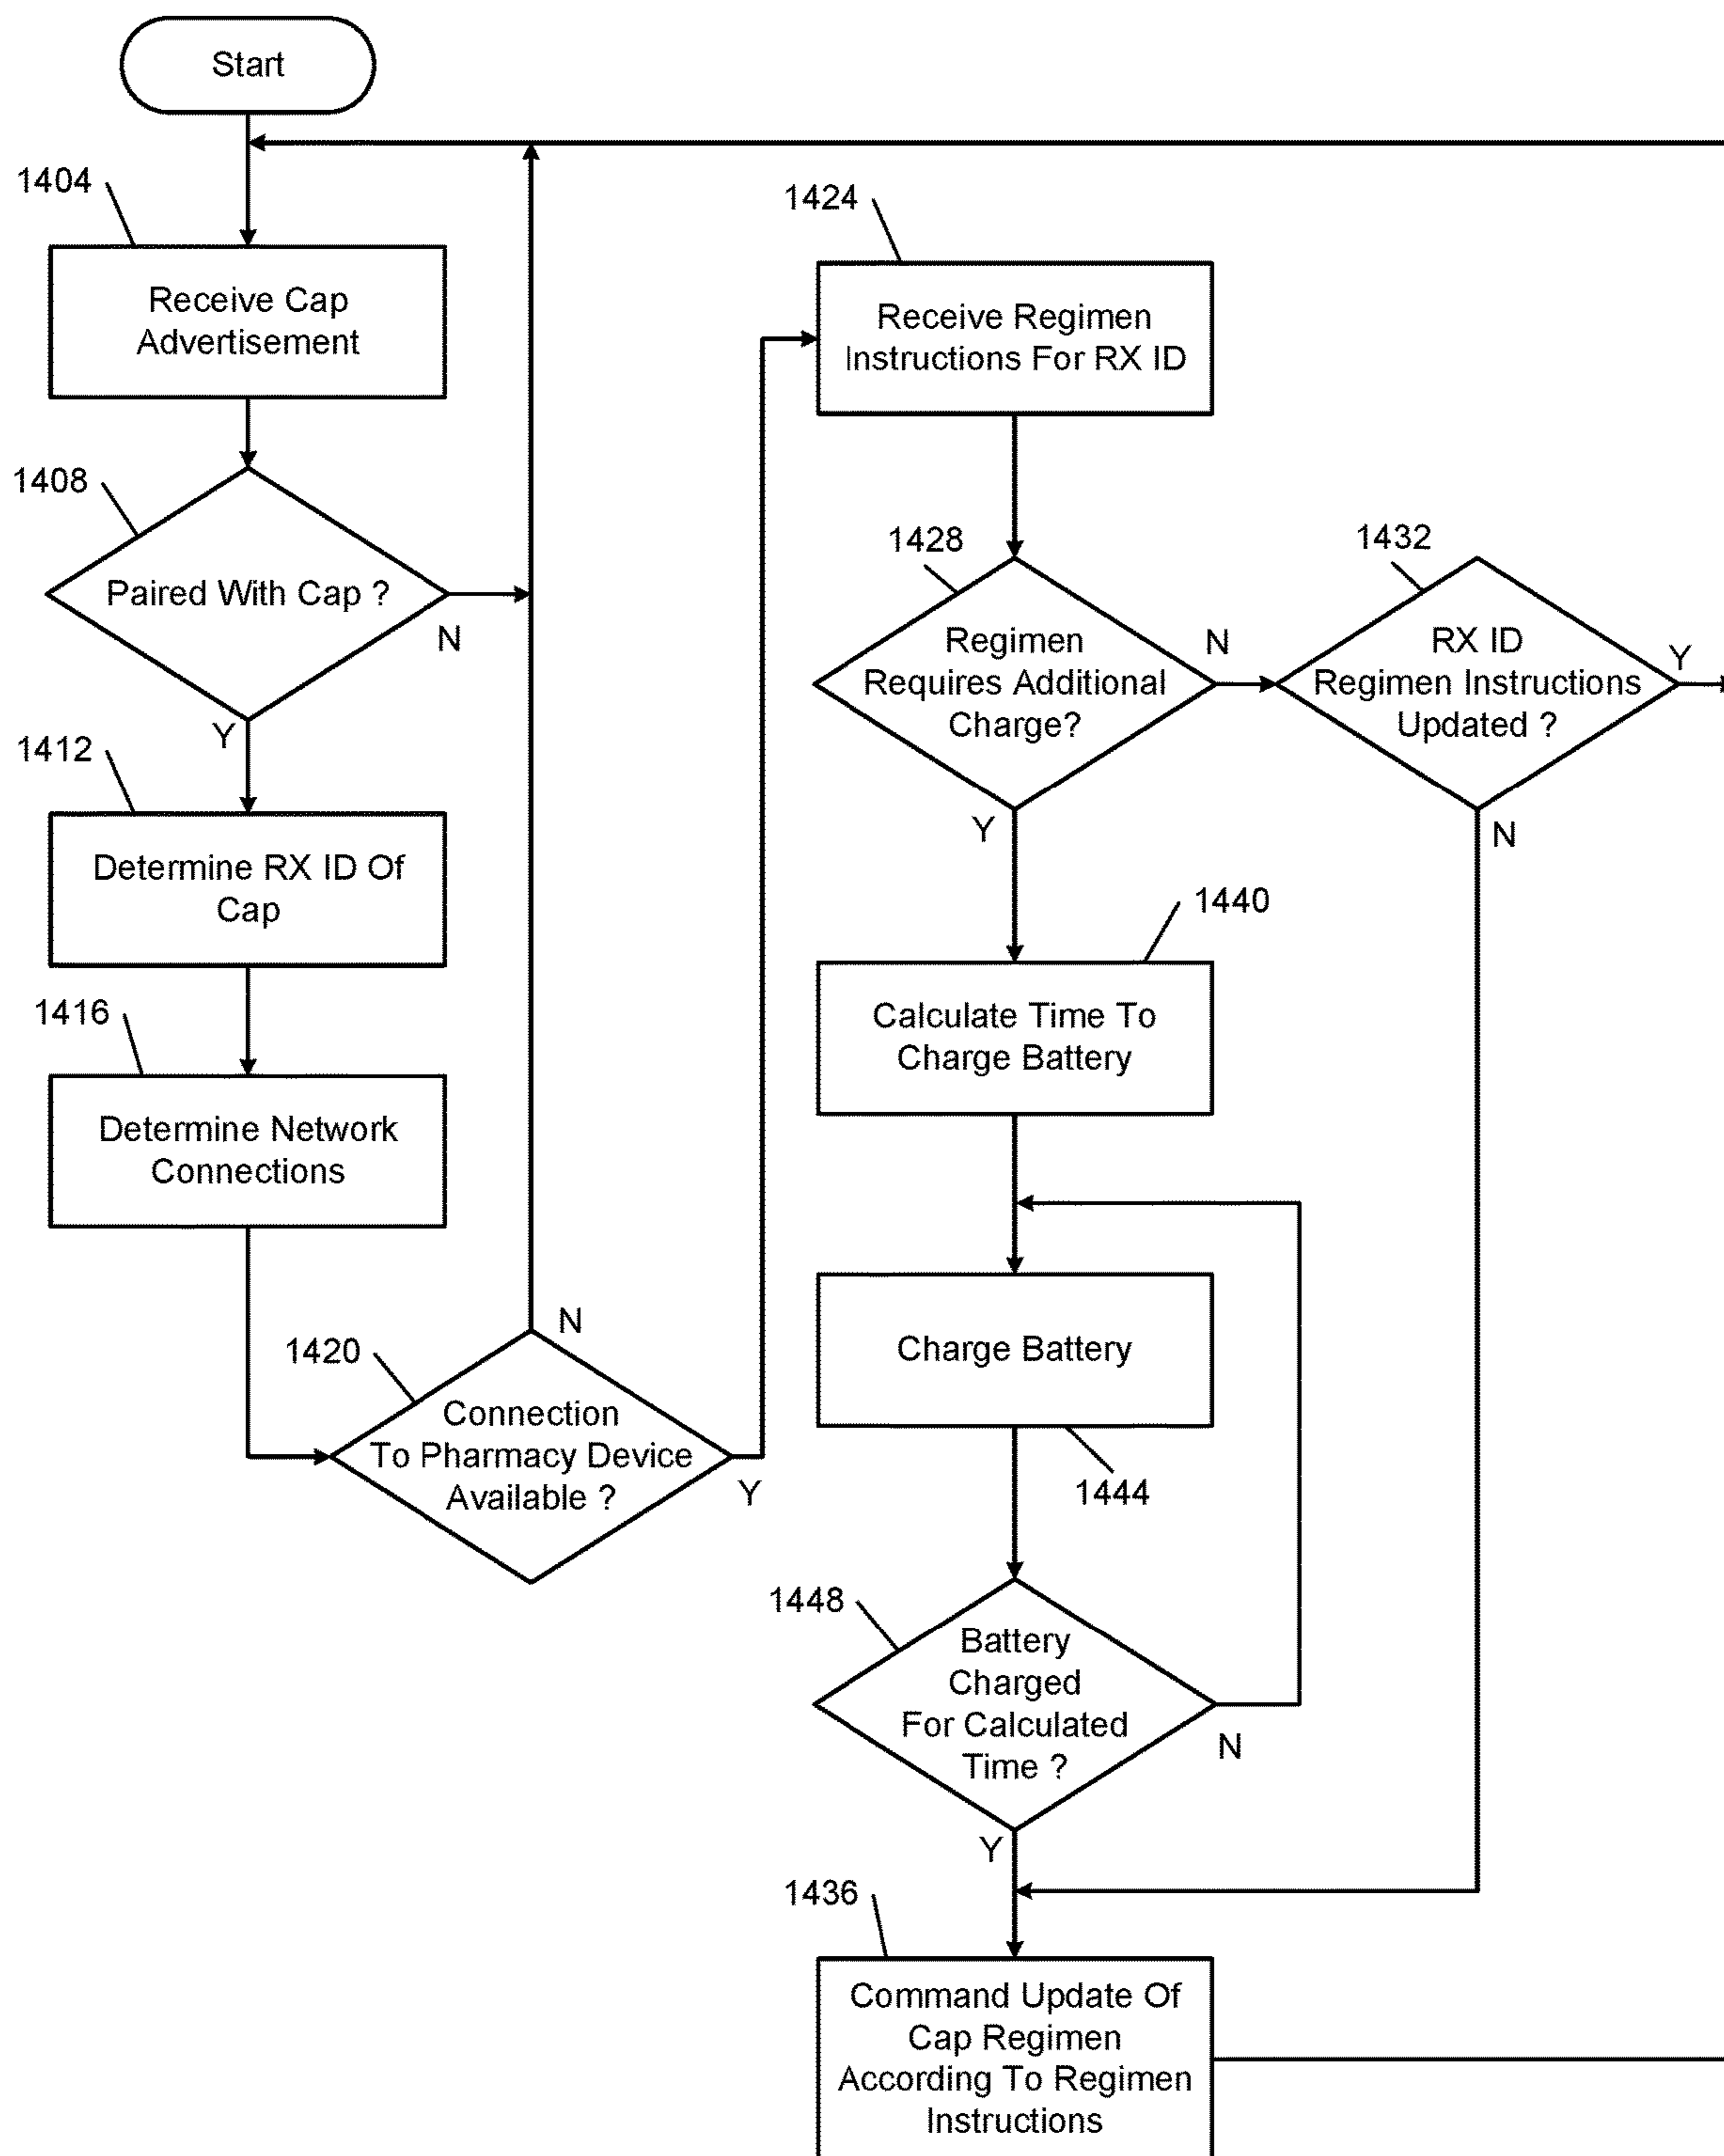 Start
1404
Receive Cap
Advertisement
1408
Paired With Cap ?
N
Y
1412
Determine RX ID Of
Cap
1416
Determine Network
Connections
1420
N
Connection
To Pharmacy Device
Available ?
Y
1424
Receive Regimen
Instructions For RX ID
1428
Regimen
Requires Additional
Charge?
N
Y
1432
RX ID
Regimen Instructions
Updated ?
Y
N
1440
Calculate Time To
Charge Battery
Charge Battery
1444
1448
Battery
Charged
For Calculated
Time ?
N
Y
1436
Command Update Of
Cap Regimen
According To Regimen
Instructions